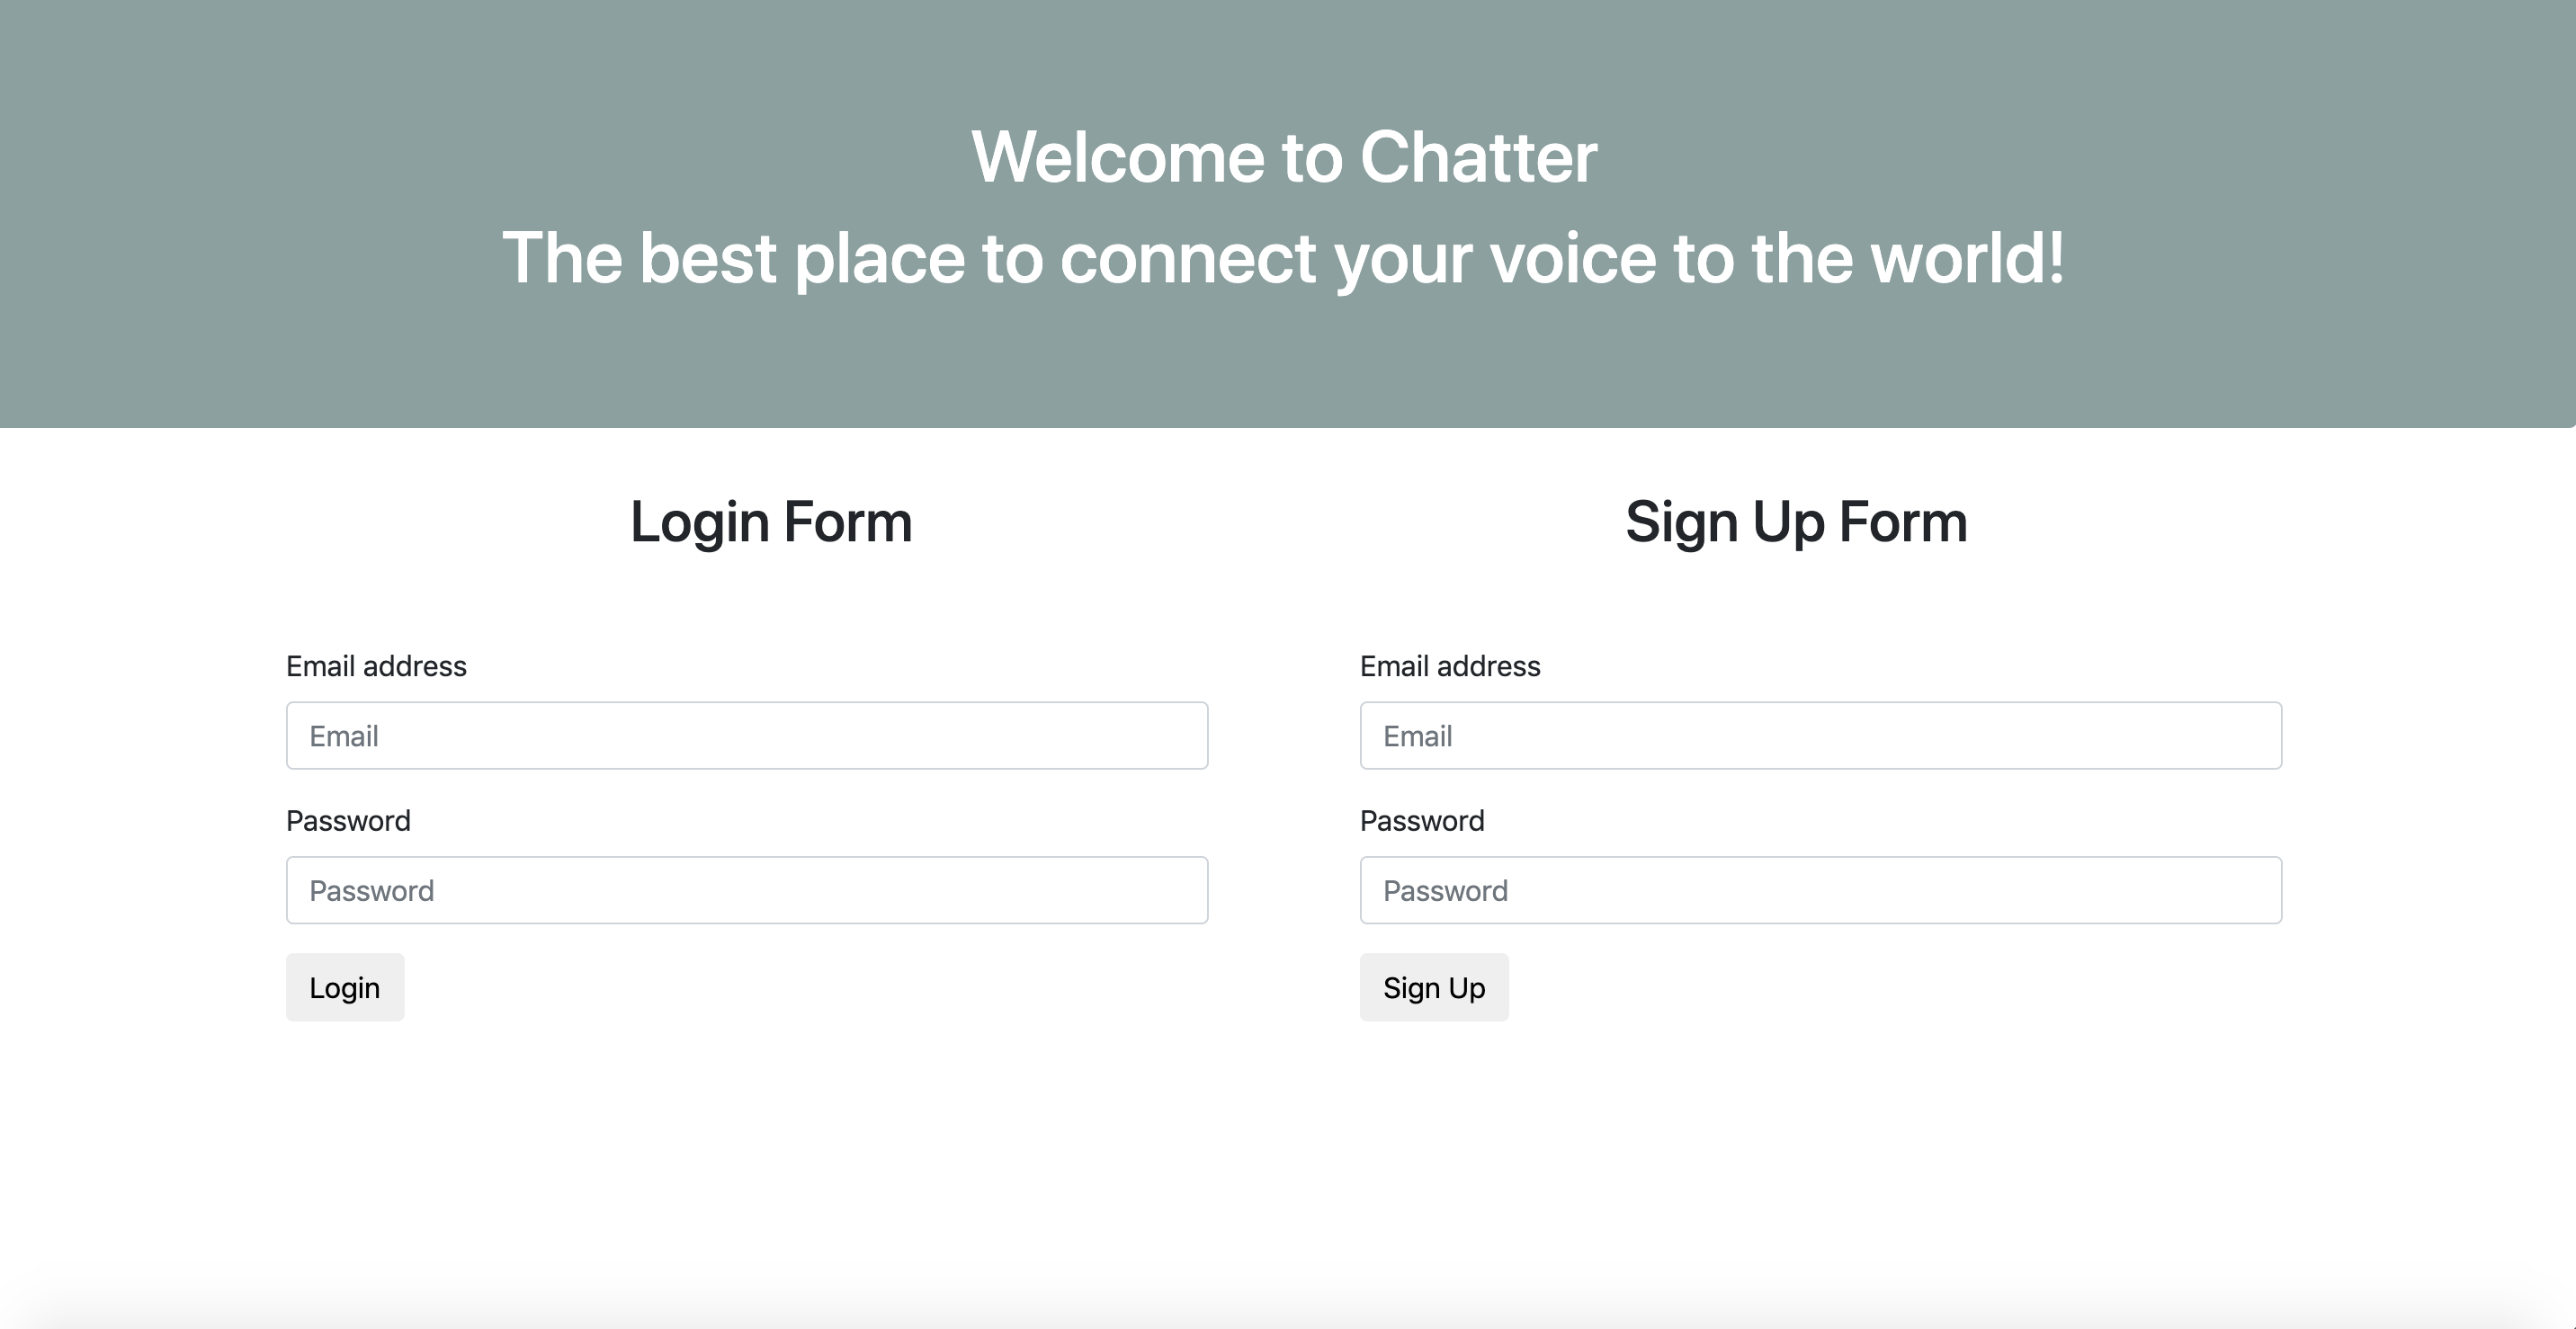 Welcome to Chatter
The best place to connect your voice to the world!
Login Form
Email address
Email
Password
Password
Login
Sign Up Form
Email address
Email
Password
Password
Sign Up